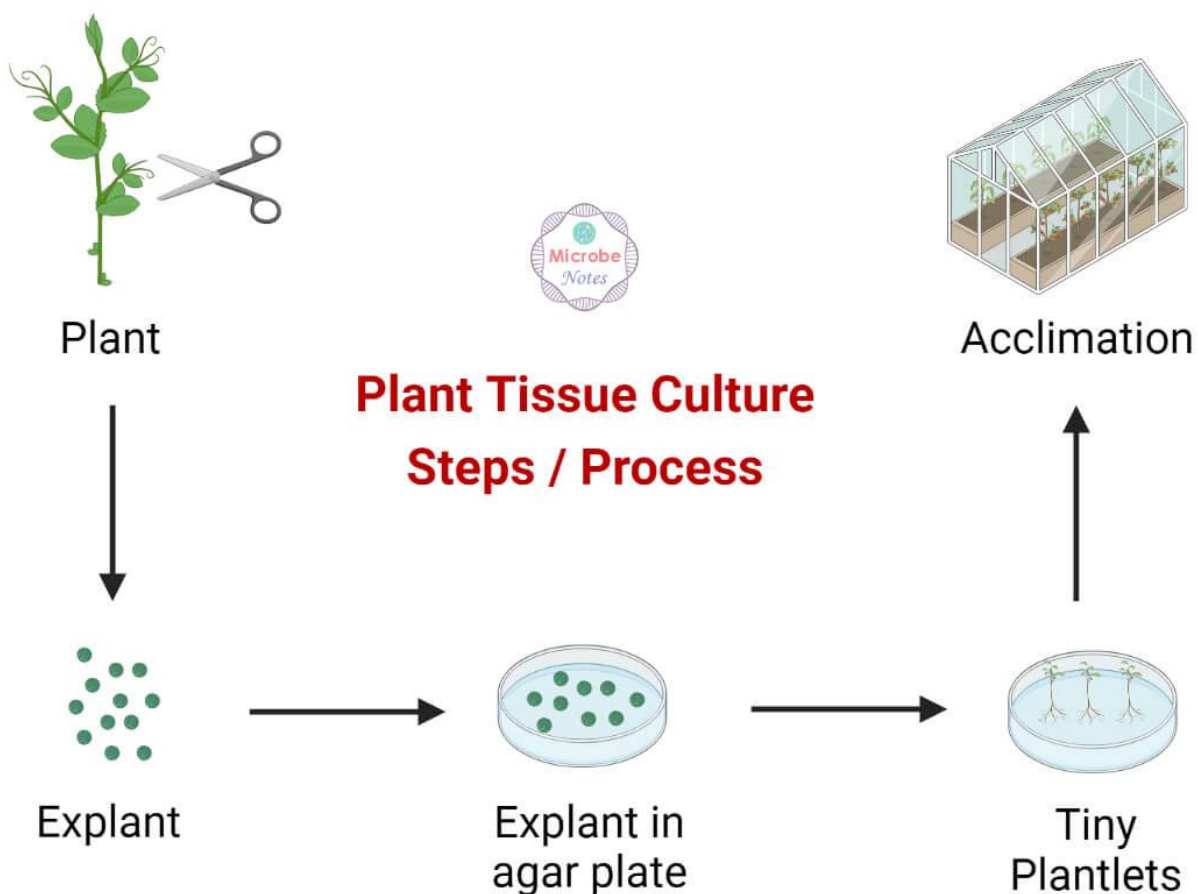 Microbe
Notes
Plant
Acclimation
Plant Tissue Culture
Steps / Process
Explant
Explant in
agar plate
Tiny
Plantlets